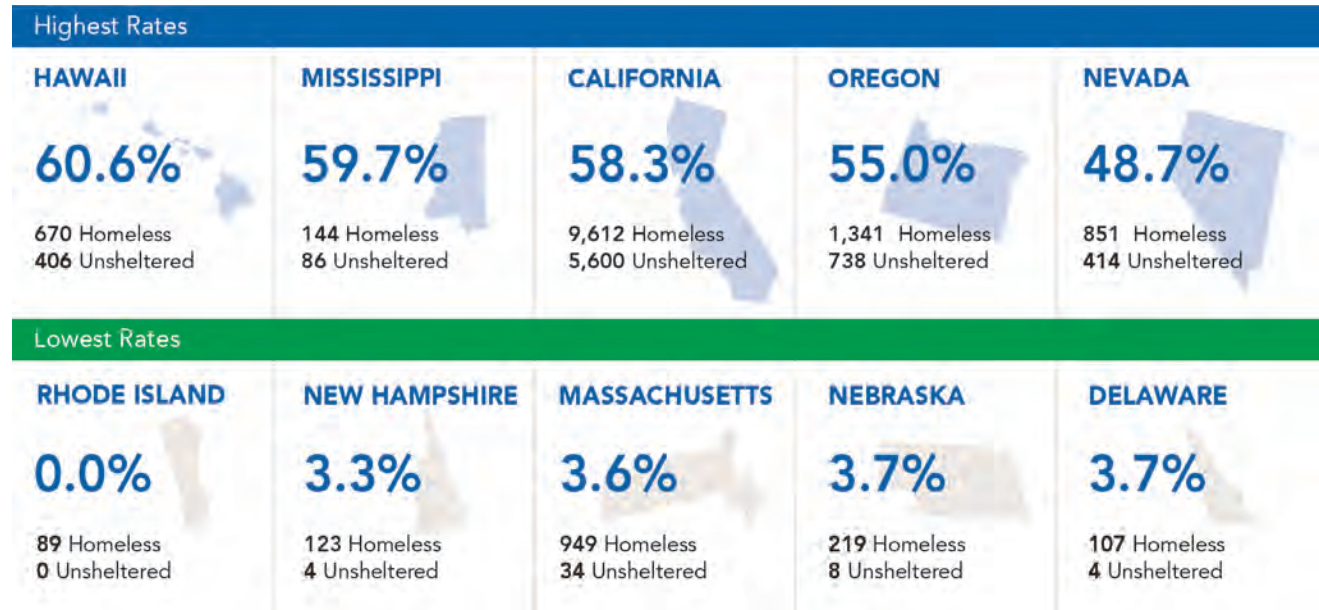 Highest Rates
HAWAII
60.6%
670 Homeless
406 Unsheltered
MISSISSIPPI
59.7%
144 Homeless
86 Unsheltered
CALIFORNIA
58.3%
9,612 Homeless
5,600 Unsheltered
OREGON
55.0%
1,341 Homeless
738 Unsheltered
NEVADA
48.7%
851 Homeless
414 Unsheltered
Lowest Rates
RHODE ISLAND
0.0%
89 Homeless
0 Unsheltered
NEW HAMPSHIRE
3.3%
123 Homeless
4 Unsheltered
MASSACHUSETTS
3.6%
949 Homeless
34 Unsheltered
NEBRASKA
3.7%
219 Homeless
8 Unsheltered
DELAWARE
3.7%
107 Homeless
4 Unsheltered